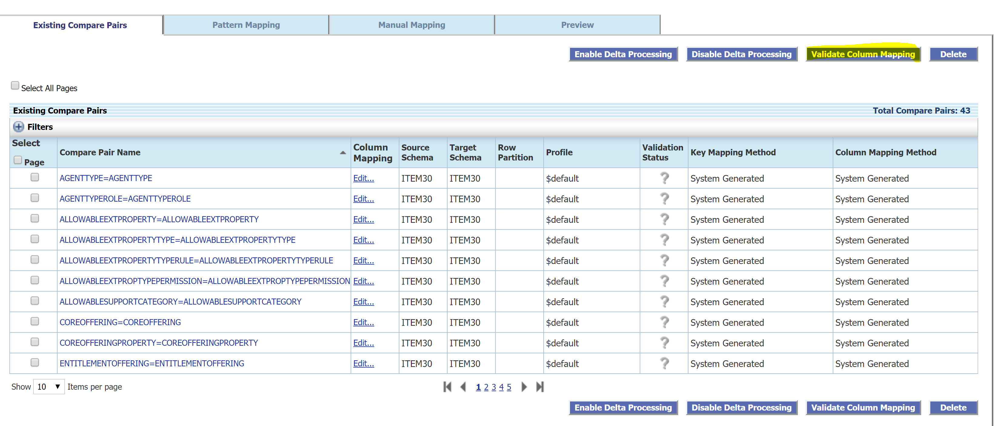 Existing Compare Pairs Pattern Mapping Manual Mapping Preview
Enable Delta Processing Disable Delta Processing Validate Column Mapping Delete
Select All Pages
Existing Compare Pairs Total Compare Pairs: 43
Filters
Select Page Compare Pair Name Column Mapping Source Schema Target Schema Row Partition Profile Validation Status Key Mapping Method Column Mapping Method
AGENTTYPE=AGENTTYPE Edit... ITEM30 ITEM30 $default ? System Generated System Generated
AGENTTYPEROLE=AGENTTYPEROLE Edit... ITEM30 ITEM30 $default ? System Generated System Generated
ALLOWABLEEXTPROPERTY=ALLOWABLEEXTPROPERTY Edit... ITEM30 ITEM30 $default ? System Generated System Generated
ALLOWABLEEXTPROPERTYTYPE=ALLOWABLEEXTPROPERTYTYPE Edit... ITEM30 ITEM30 $default ? System Generated System Generated
ALLOWABLEEXTPROPERTYTYPERULE=ALLOWABLEEXTPROPERTYTYPERULE Edit... ITEM30 ITEM30 $default ? System Generated System Generated
ALLOWABLEEXTPROPTYPEPERMISSION=ALLOWABLEEXTPROPTYPEPERMISSION Edit... ITEM30 ITEM30 $default ? System Generated System Generated
ALLOWABLESUPPORTCATEGORY=ALLOWABLESUPPORTCATEGORY Edit... ITEM30 ITEM30 $default ? System Generated System Generated
COREOFFERING=COREOFFERING Edit... ITEM30 ITEM30 $default ? System Generated System Generated
COREOFFERINGPROPERTY=COREOFFERINGPROPERTY Edit... ITEM30 ITEM30 $default ? System Generated System Generated
ENTITLEMENTOFFERING=ENTITLEMENTOFFERING Edit... ITEM30 ITEM30 $default ? System Generated System Generated
Show 10 Items per page 1 2 3 4 5
Enable Delta Processing Disable Delta Processing Validate Column Mapping Delete